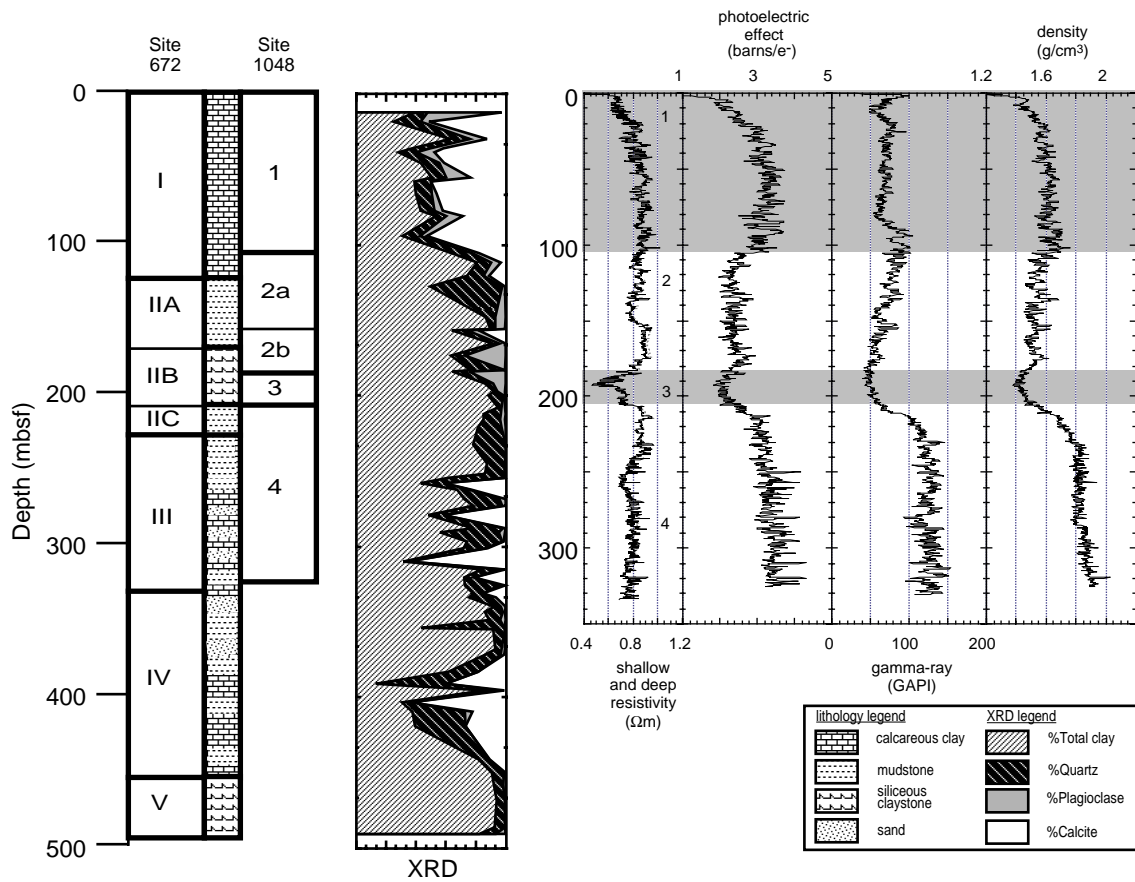 Site
672
Site
1048
photoelectric
effect
(barns/e-)
density
(g/cm³)
1 3 5
1.2 1.6 2
0
100
200
300
400
500
Depth (mbsf)
I
IIA
IIB
IIC
III
IV
V
1
2a
2b
3
4
XRD
0
100
200
300
1
2
3
4
0.4 0.8 1.2
0 100 200
shallow
and deep
resistivity
(Ωm)
gamma-ray
(GAPI)
lithology legend
calcareous clay
mudstone
siliceous
claystone
sand
XRD legend
%Total clay
%Quartz
%Plagioclase
%Calcite